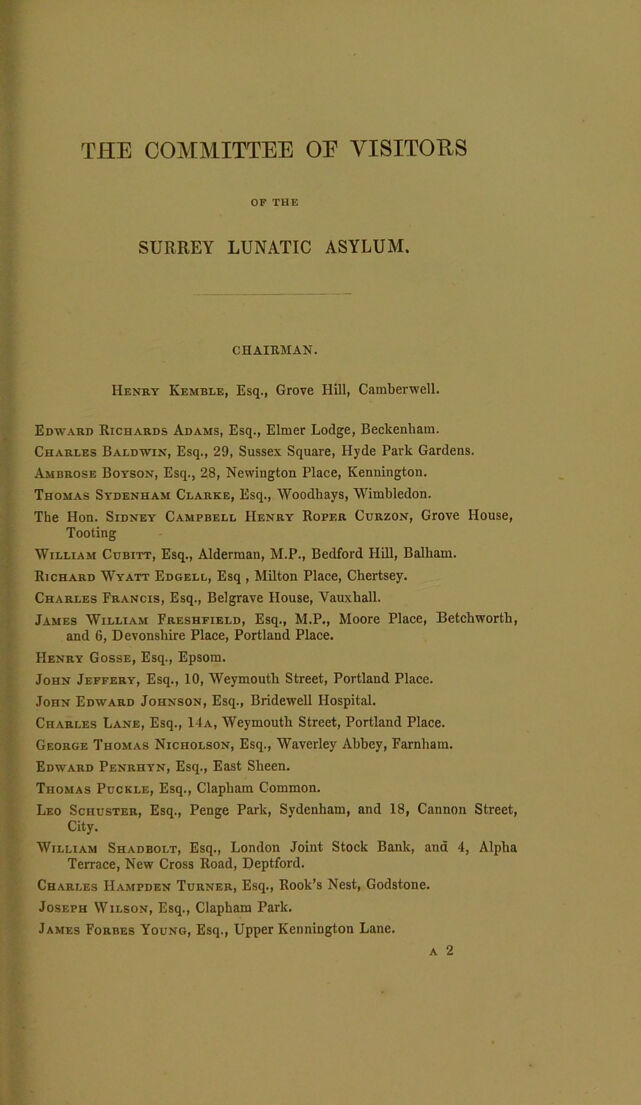 THE COMMITTEE OF VISITORS
OF THE
SURREY LUNATIC ASYLUM.
CHAIRMAN.
Henry Kemble, Esq., Grove Hill, Camberwell.
Edward Richards Adams, Esq., Elmer Lodge, Beckenham.
Charles Baldwin, Esq., 29, Sussex Square, Hyde Park Gardens.
Ambrose Boyson, Esq., 28, Newington Place, Kennington.
Thomas Sydenham Clarke, Esq., Woodhays, Wimbledon.
The Hon. Sidney Campbell Henry Roper Curzon, Grove House,
Tooting
William Cubitt, Esq., Alderman, M.P., Bedford Hill, Balham.
Richard Wyatt Edgell, Esq , Milton Place, Chertsey.
Charles Francis, Esq., Belgrave House, Vauxhall.
James William Freshfield, Esq., M.P., Moore Place, Betchworth,
and 6, Devonshire Place, Portland Place.
Henry Gosse, Esq., Epsom.
John Jeffery, Esq., 10, Weymouth Street, Portland Place.
John Edward Johnson, Esq., Bridewell Hospital.
Charles Lane, Esq., 14a, Weymouth Street, Portland Place.
George Thomas Nicholson, Esq., Waverley Abbey, Farnham.
Edward Penrhyn, Esq., East Sheen.
Thomas Puckle, Esq., Clapham Common.
Leo Schuster, Esq., Penge Park, Sydenham, and 18, Cannon Street,
City.
William Shadbolt, Esq., London Joint Stock Bank, and 4, Alpha
Terrace, New Cross Road, Deptford.
Charles Hampden Turner, Esq., Rook's Nest, Godstone.
Joseph Wilson, Esq., Clapham Park.
James Forbes Young, Esq., Upper Kennington Lane.
A 2